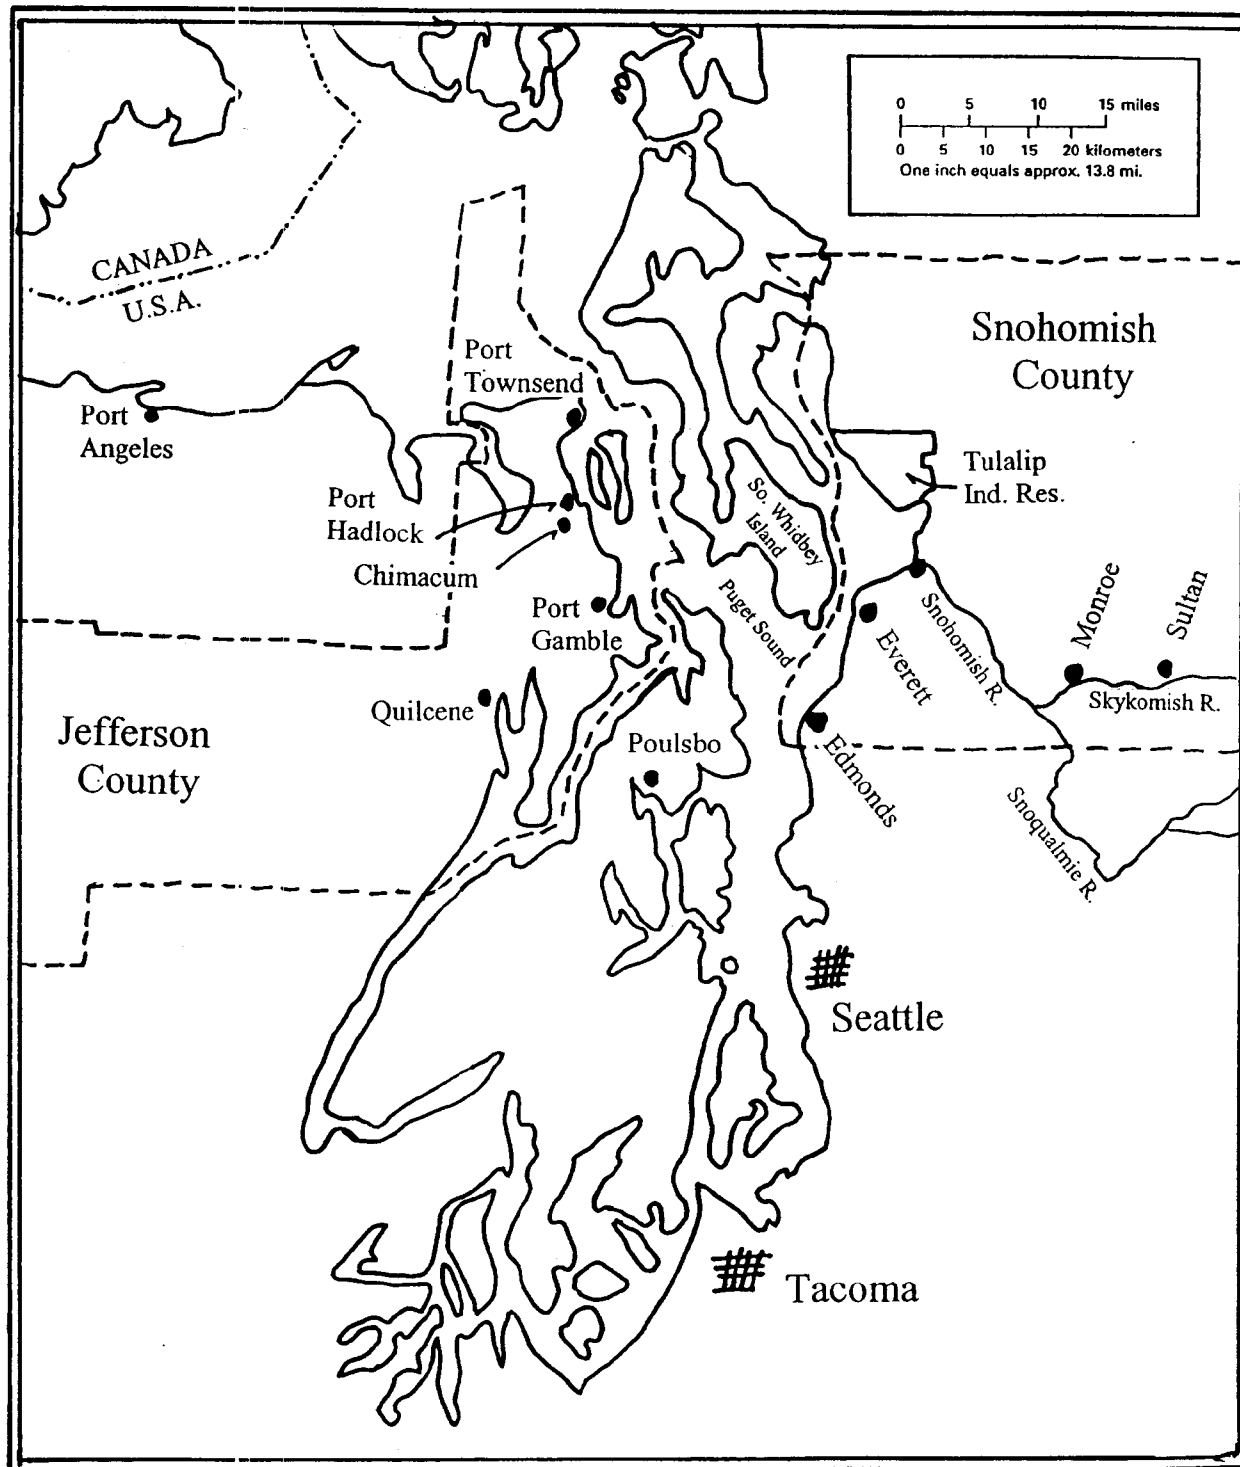 0 5 10 15 miles
0 5 10 15 20 kilometers
One inch equals approx. 13.8 mi.
CANADA
U.S.A.
Snohomish
County
Port
Townsend
Port
Angeles
Tulalip
Ind. Res.
Port
Hadlock
So. Whidbey
Island
Chimacum
Puget Sound
Port
Gamble
Snohomish R.
Monroe
Sultan
Everett
Skykomish R.
Quilcene
Jefferson
County
Poulsbo
Edmonds
Snoqualmie R.
Seattle
Tacoma